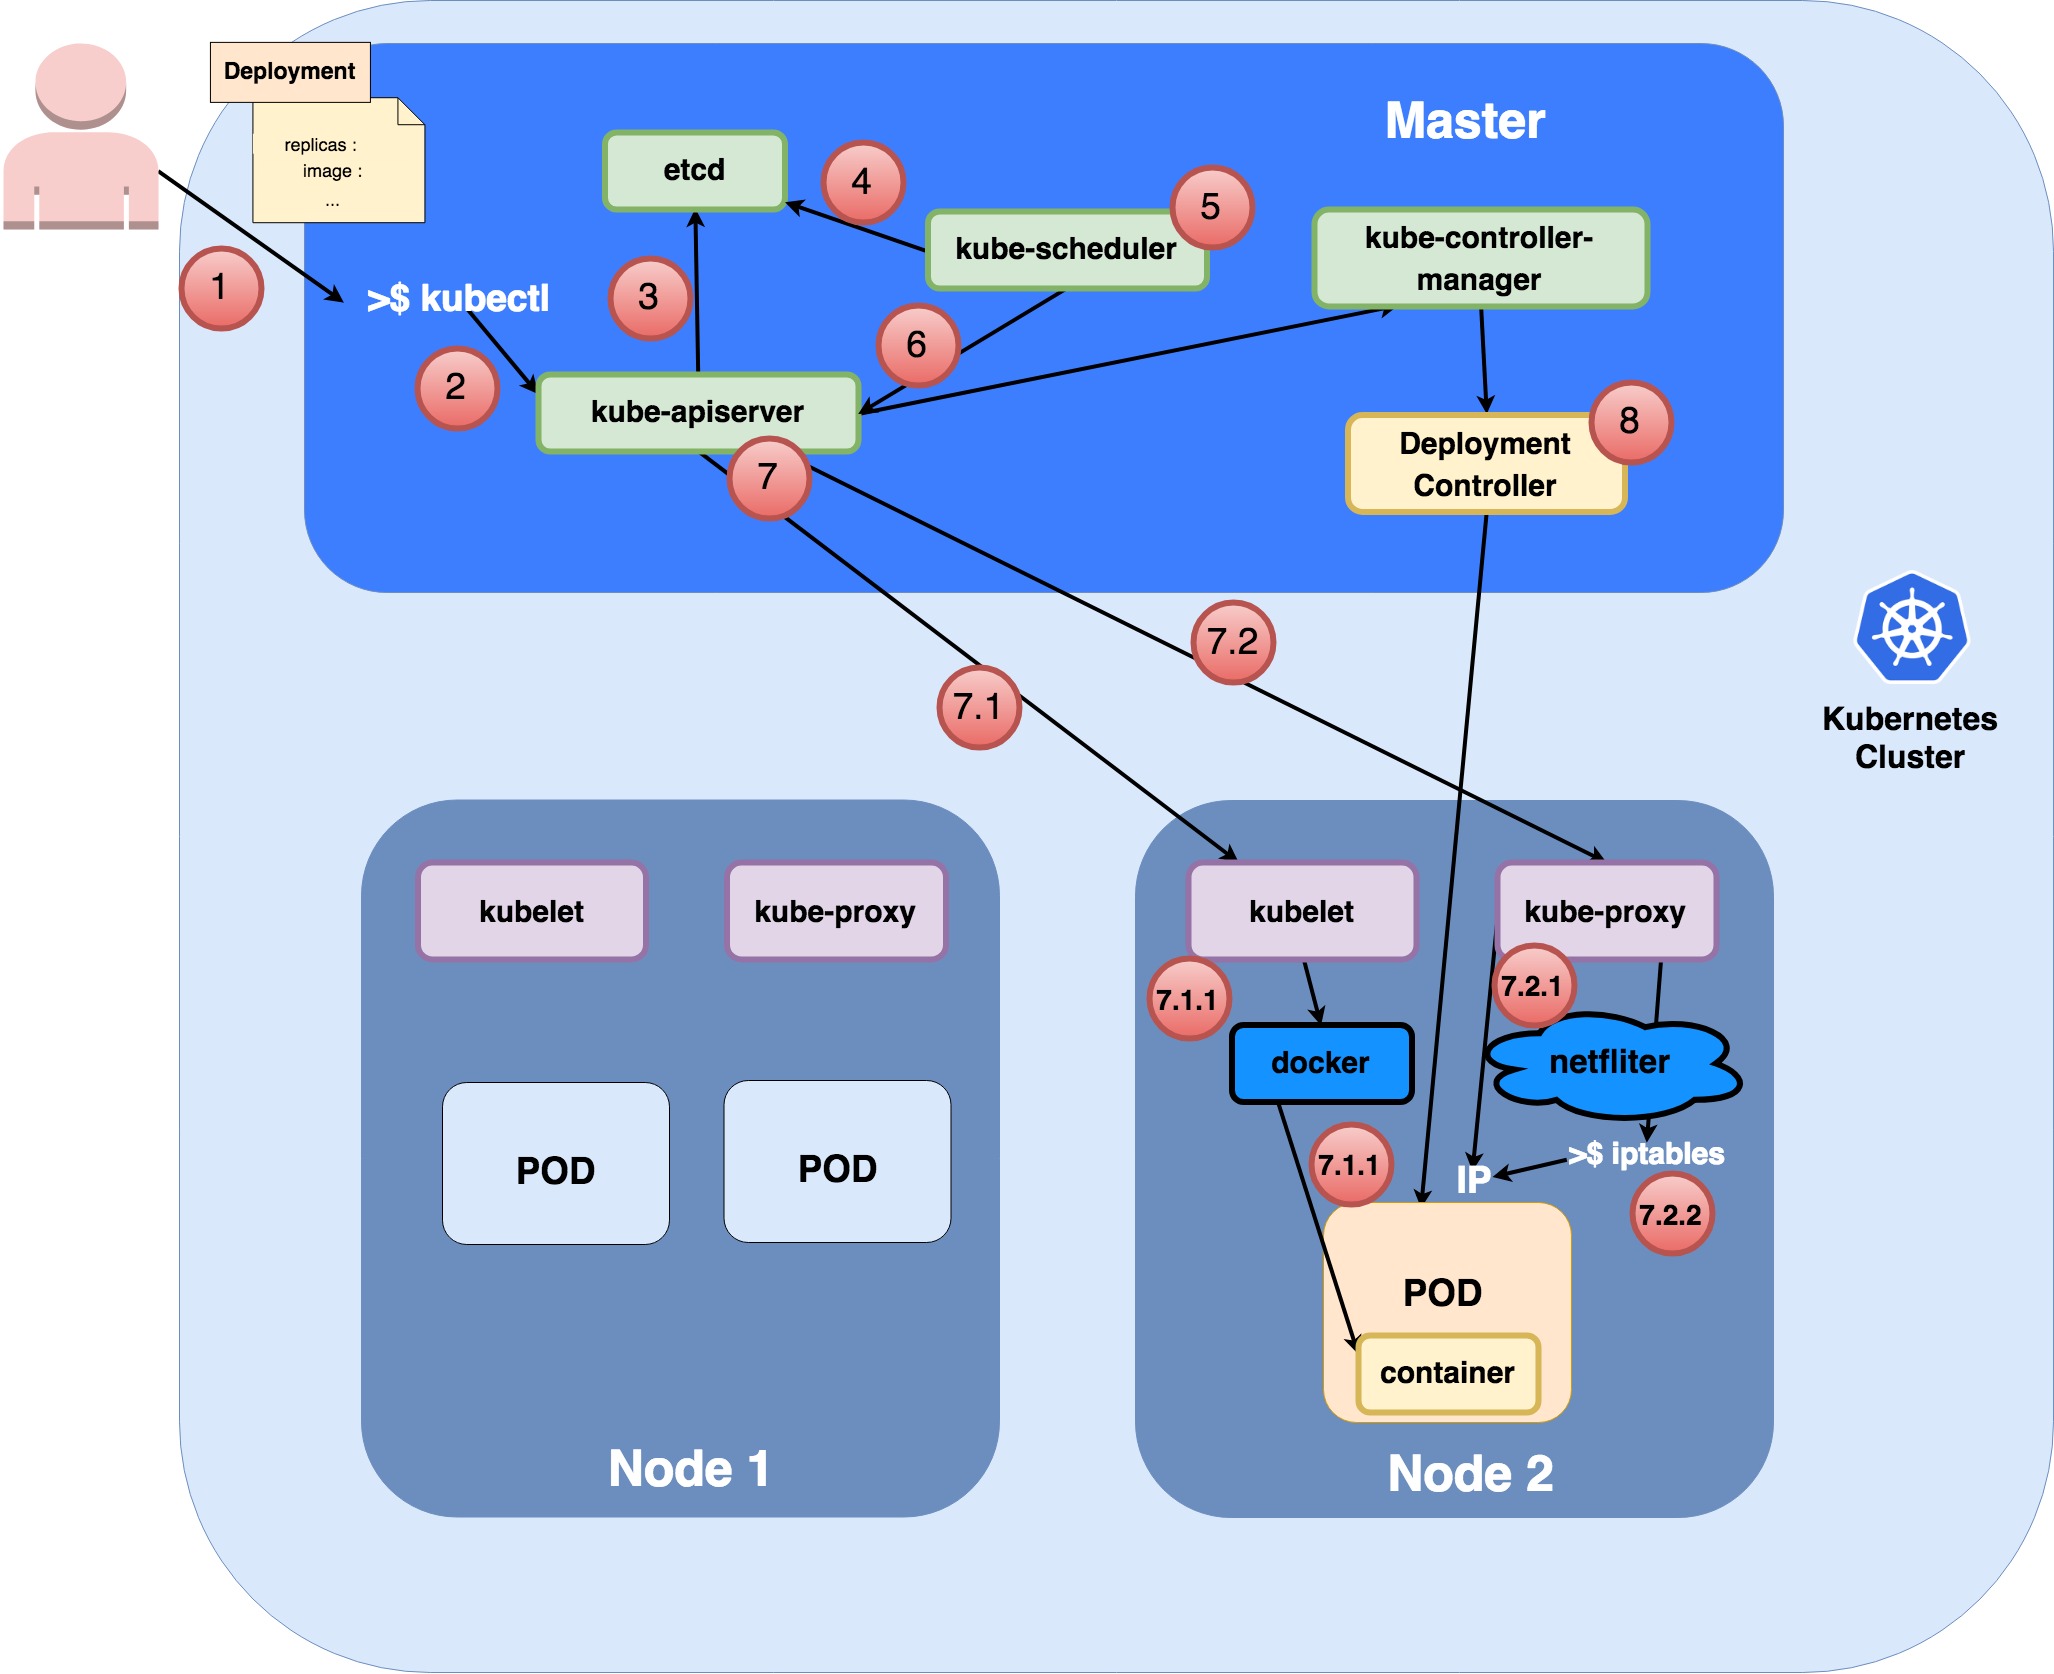 Deployment
replicas :
image :
...
Master
etcd
4
kube-scheduler
5
kube-controller-
manager
1
>$ kubectl
3
6
2
kube-apiserver
7
Deployment
Controller
8
7.2
7.1
Kubernetes
Cluster
kubelet
kube-proxy
POD
POD
Node 1
kubelet
kube-proxy
7.1.1
7.2.1
docker
netfliter
7.1.1
>$ iptables
IP
7.2.2
POD
container
Node 2